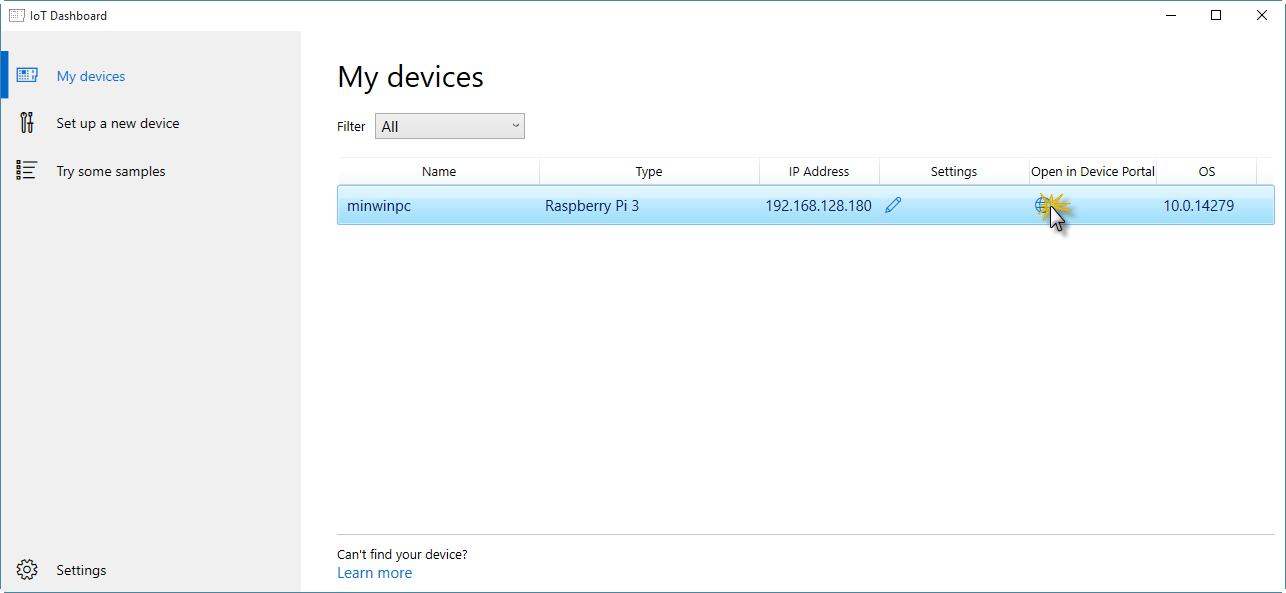 IoT Dashboard
My devices
Set up a new device
Try some samples
Settings
My devices
Filter All
Name Type IP Address Settings Open in Device Portal OS
minwinpc Raspberry Pi 3 192.168.128.180 10.0.14279
Can't find your device?
Learn more